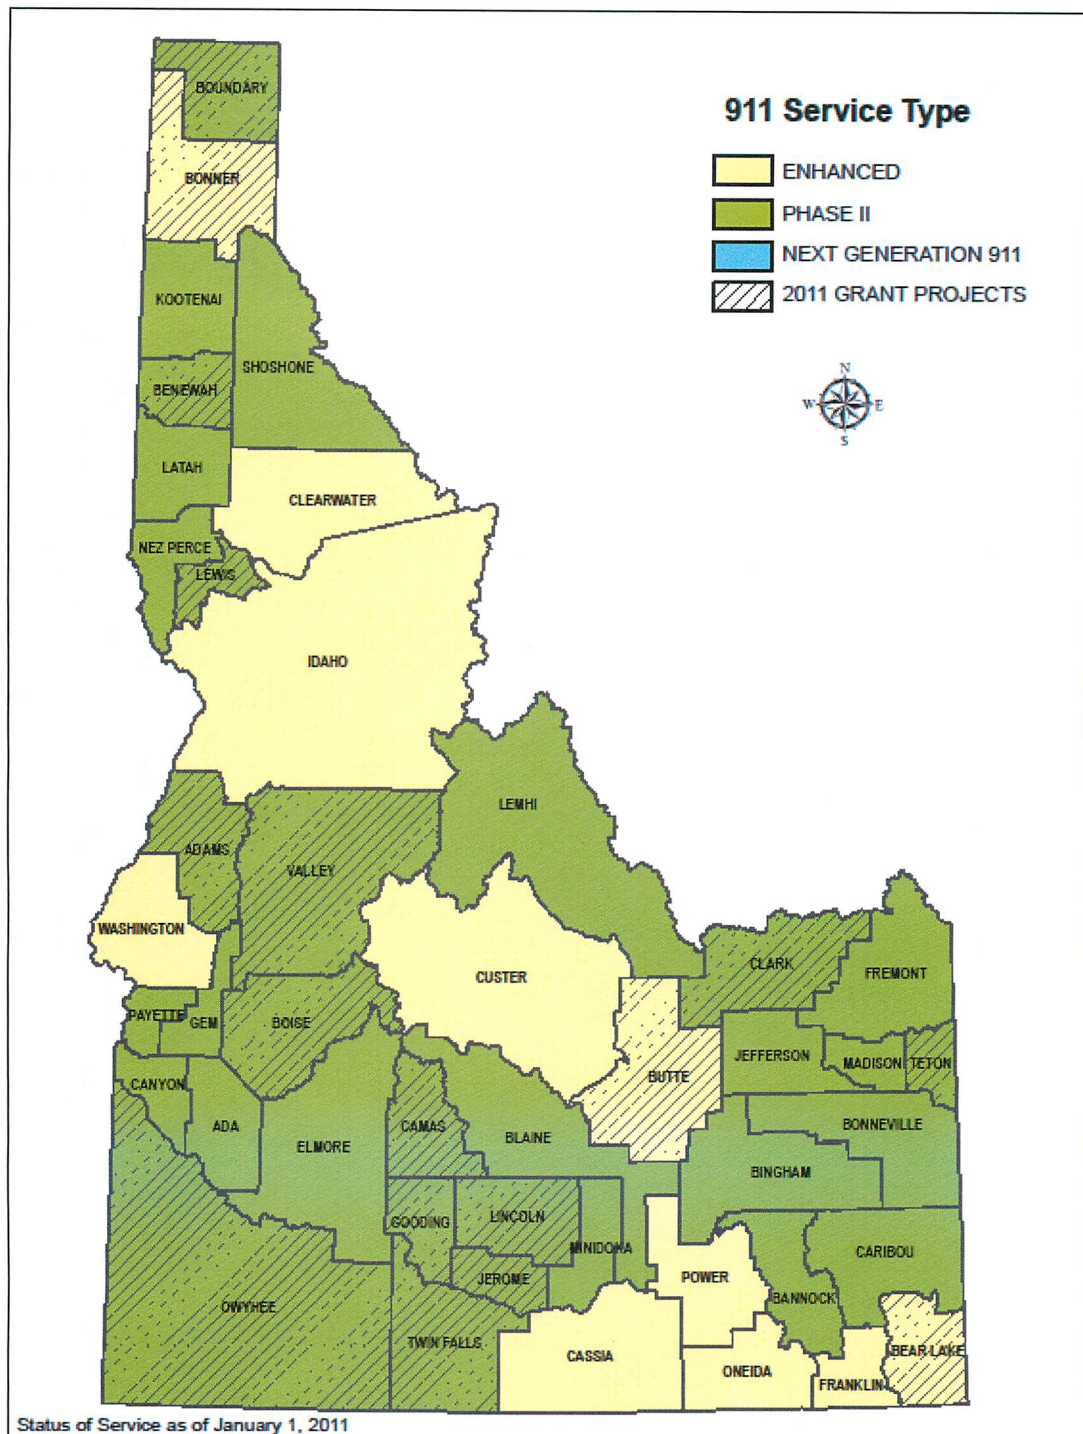 911 Service Type
ENHANCED
PHASE II
NEXT GENERATION 911
2011 GRANT PROJECTS
N
W E
S
BOUNDARY
BONNER
KOOTENAI
SHOSHONE
BENEWAH
LATAH
CLEARWATER
NEZ PERCE
LEWIS
IDAHO
LEMHI
ADAMS
VALLEY
WASHINGTON
CUSTER
CLARK
FREMONT
PAYETTE
GEM
BOISE
BUTTE
JEFFERSON
MADISON
TETON
CANYON
ADA
ELMORE
CAMAS
BLAINE
BONNEVILLE
BINGHAM
GOODING
LINCOLN
MINIDOKA
CARIBOU
JEROME
POWER
BANNOCK
OWYHEE
TWIN FALLS
CASSIA
ONEIDA
FRANKLIN
BEAR LAKE
Status of Service as of January 1, 2011